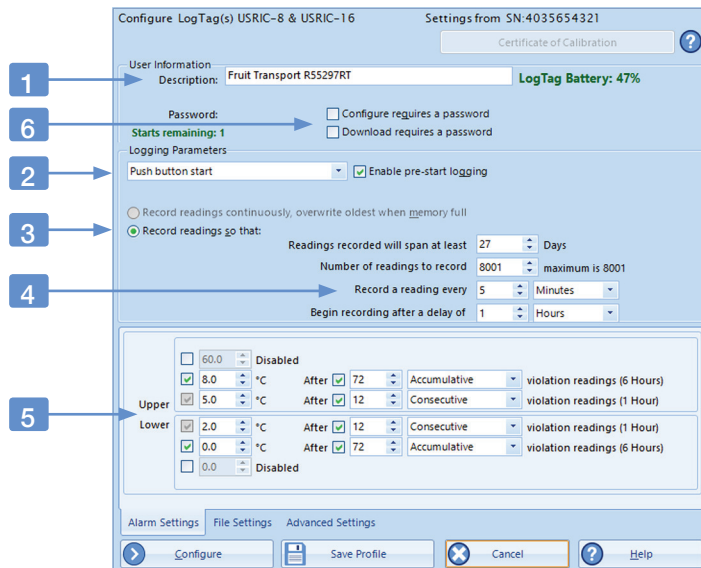 Configure LogTag(s) USRIC-8 & USRIC-16 Settings from SN:4035654321
Certificate of Calibration ?
User Information
1 Description: Fruit Transport R55297RT LogTag Battery: 47%
Password: Configure requires a password
6
Starts remaining: 1 Download requires a password
Logging Parameters
2 Push button start Enable pre-start logging
Record readings continuously, overwrite oldest when memory full
3 Record readings so that:
Readings recorded will span at least 27 Days
Number of readings to record 8001 maximum is 8001
4 Record a reading every 5 Minutes
Begin recording after a delay of 1 Hours
60.0 Disabled
8.0 °C After 72 Accumulative violation readings (6 Hours)
Upper 5.0 °C After 12 Consecutive violation readings (1 Hour)
5
Lower 2.0 °C After 12 Consecutive violation readings (1 Hour)
0.0 °C After 72 Accumulative violation readings (6 Hours)
0.0 Disabled
Alarm Settings File Settings Advanced Settings
Configure Save Profile Cancel ? Help